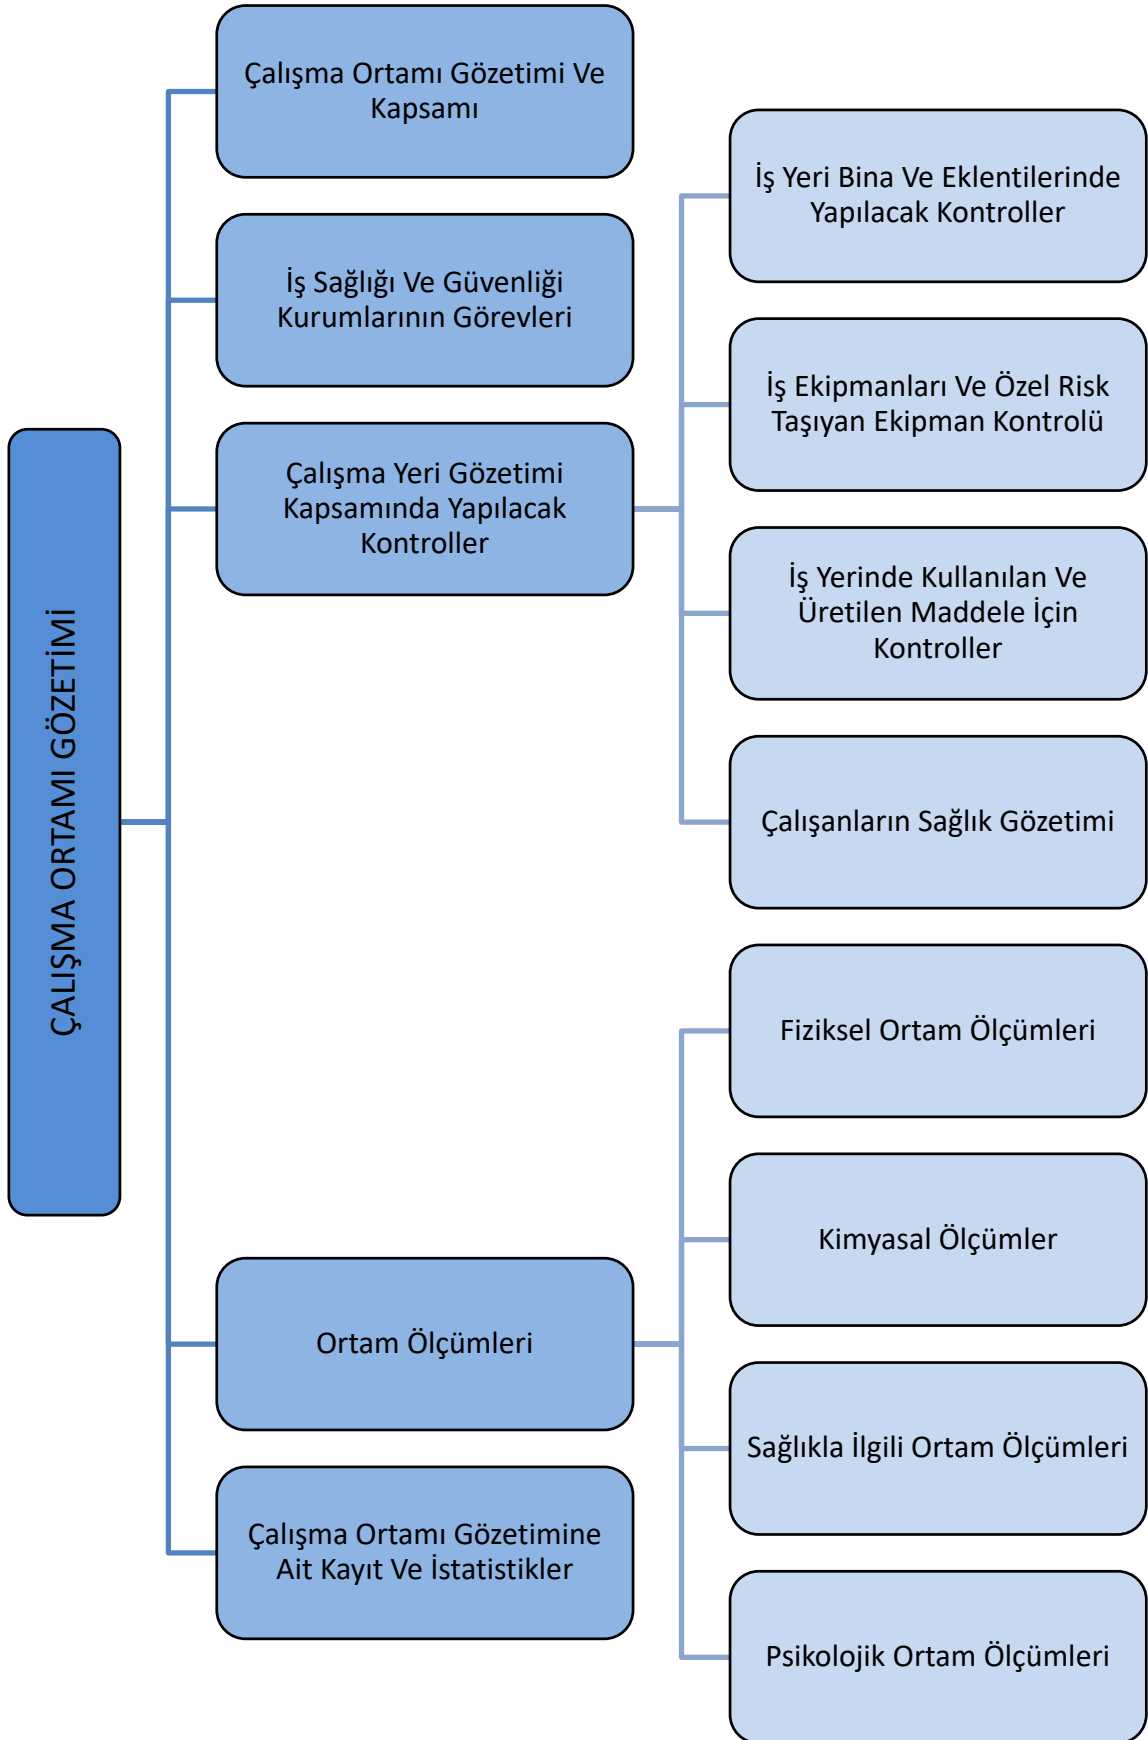 ÇALIŞMA ORTAMI GÖZETİMİ
Çalışma Ortamı Gözetimi Ve
Kapsamı
İş Sağlığı Ve Güvenliği
Kurumlarının Görevleri
Çalışma Yeri Gözetimi
Kapsamında Yapılacak
Kontroller
İş Yeri Bina Ve Eklentilerinde
Yapılacak Kontroller
İş Ekipmanları Ve Özel Risk
Taşıyan Ekipman Kontrolü
İş Yerinde Kullanılan Ve
Üretilen Maddele İçin
Kontroller
Çalışanların Sağlık Gözetimi
Ortam Ölçümleri
Fiziksel Ortam Ölçümleri
Kimyasal Ölçümler
Sağlıkla İlgili Ortam Ölçümleri
Psikolojik Ortam Ölçümleri
Çalışma Ortamı Gözetimine
Ait Kayıt Ve İstatistikler